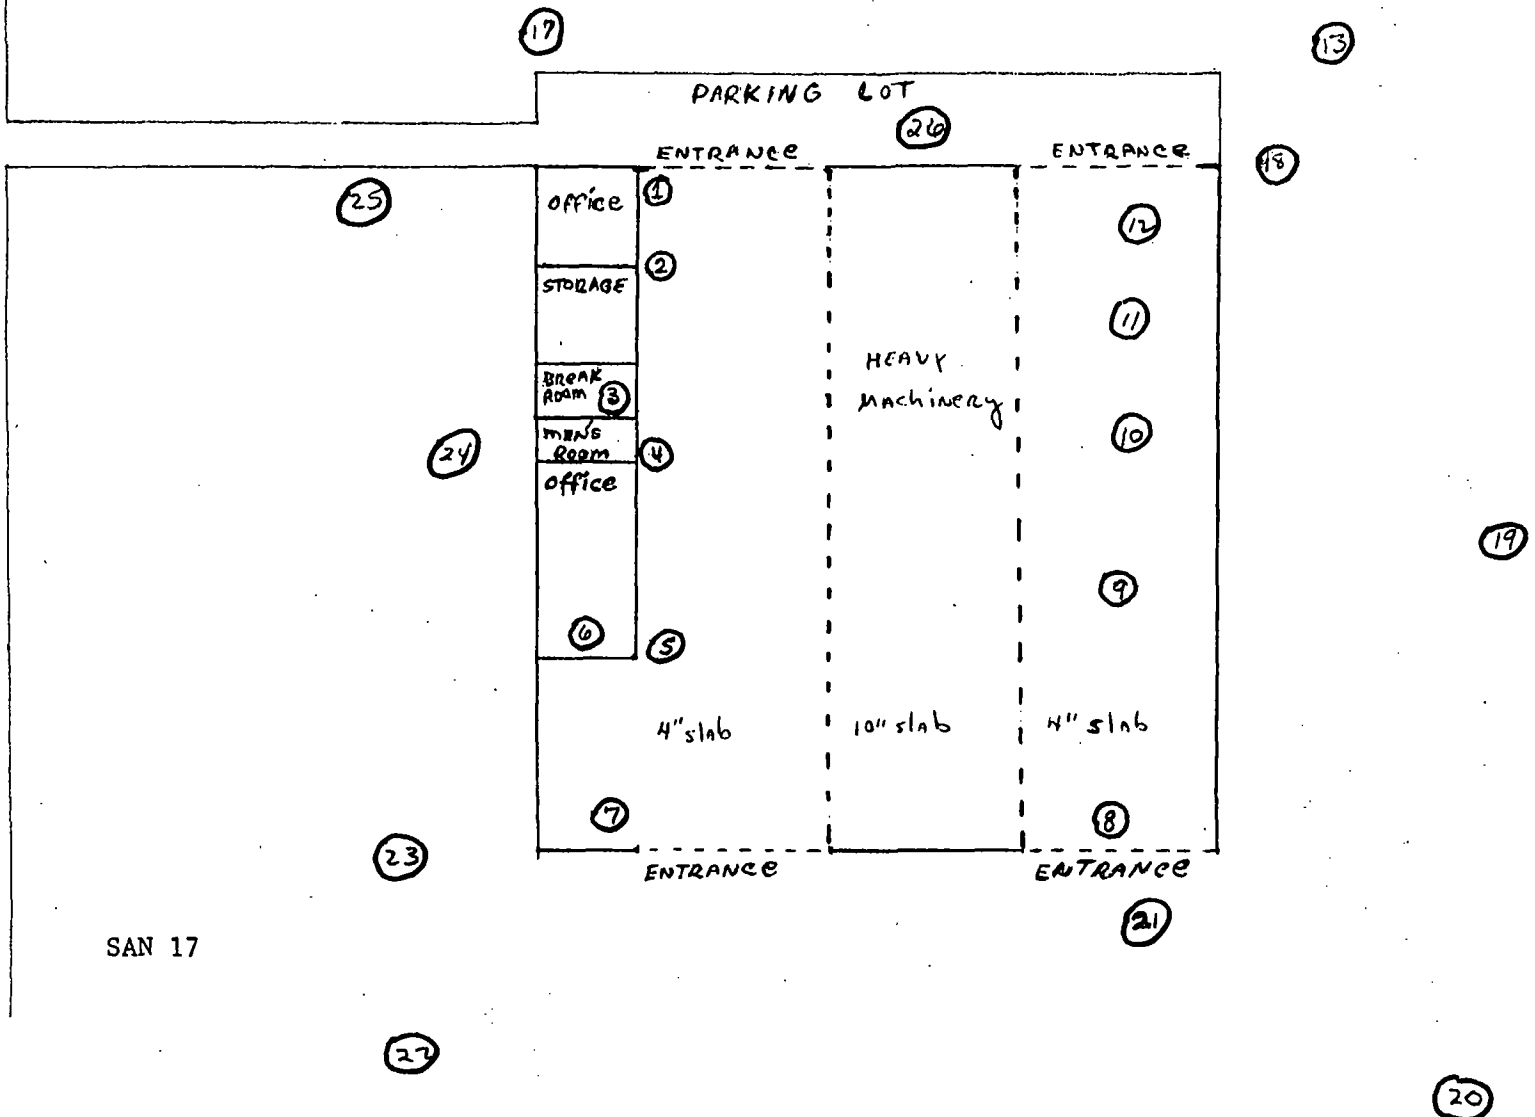 17
13
PARKING LOT
26
ENTRANCE
ENTRANCE
18
25
office
1
12
2
STORAGE
11
HEAVY
MAchiNERY
BREAK
ROOM
3
MEN'S
ROOM
4
10
24
office
19
9
6
5
4" slab
10" slab
4" slab
7
8
23
ENTRANCE
ENTRANCE
21
SAN 17
22
20